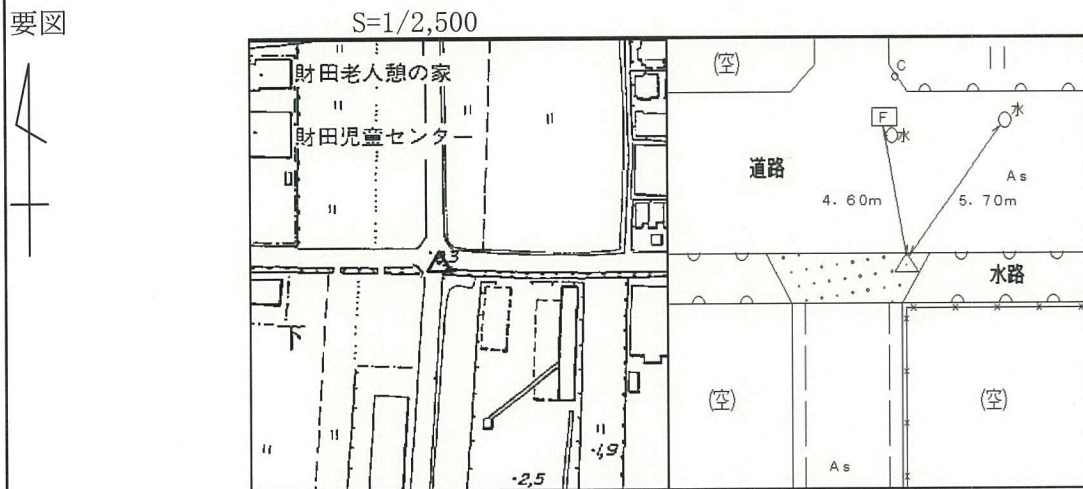 要図
S=1/2,500
財田老人憩の家
財田児童センター
下
-2,5
-1,9
(空)
C
F
水
水
道路
As
4.60m
5.70m
水路
(空)
(空)
As